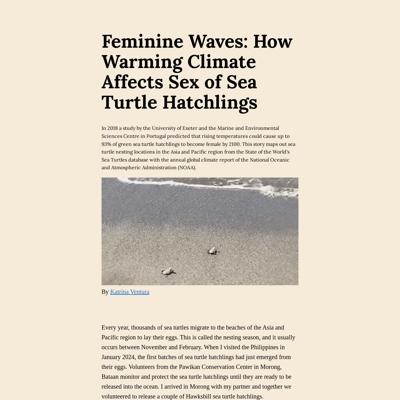 Feminine Waves: How
Warming Climate
Affects Sex of Sea
Turtle Hatchlings
In 2018 a study by the University of Exeter and the Marine and Environmental
Sciences Centre in Portugal predicted that rising temperatures could cause up to
93% of green sea turtle hatchlings to become female by 2100. This story maps out sea
turtle nesting locations in the Asia and Pacific region from the State of the World's
Sea Turtles database with the annual global climate report of the National Oceanic
and Atmospheric Administration (NOAA).
By Katrina Ventura
Every year, thousands of sea turtles migrate to the beaches of the Asia and
Pacific region to lay their eggs. This is called the nesting season, and it usually
occurs between November and February. When I visited the Philippines in
January 2024, the first batches of sea turtle hatchlings had just emerged from
their eggs. Volunteers from the Pawikan Conservation Center in Morong,
Bataan monitor and protect the sea turtle hatchlings until they are ready to be
released into the ocean. I arrived in Morong with my partner and together we
volunteered to release a couple of Hawksbill sea turtle hatchlings.